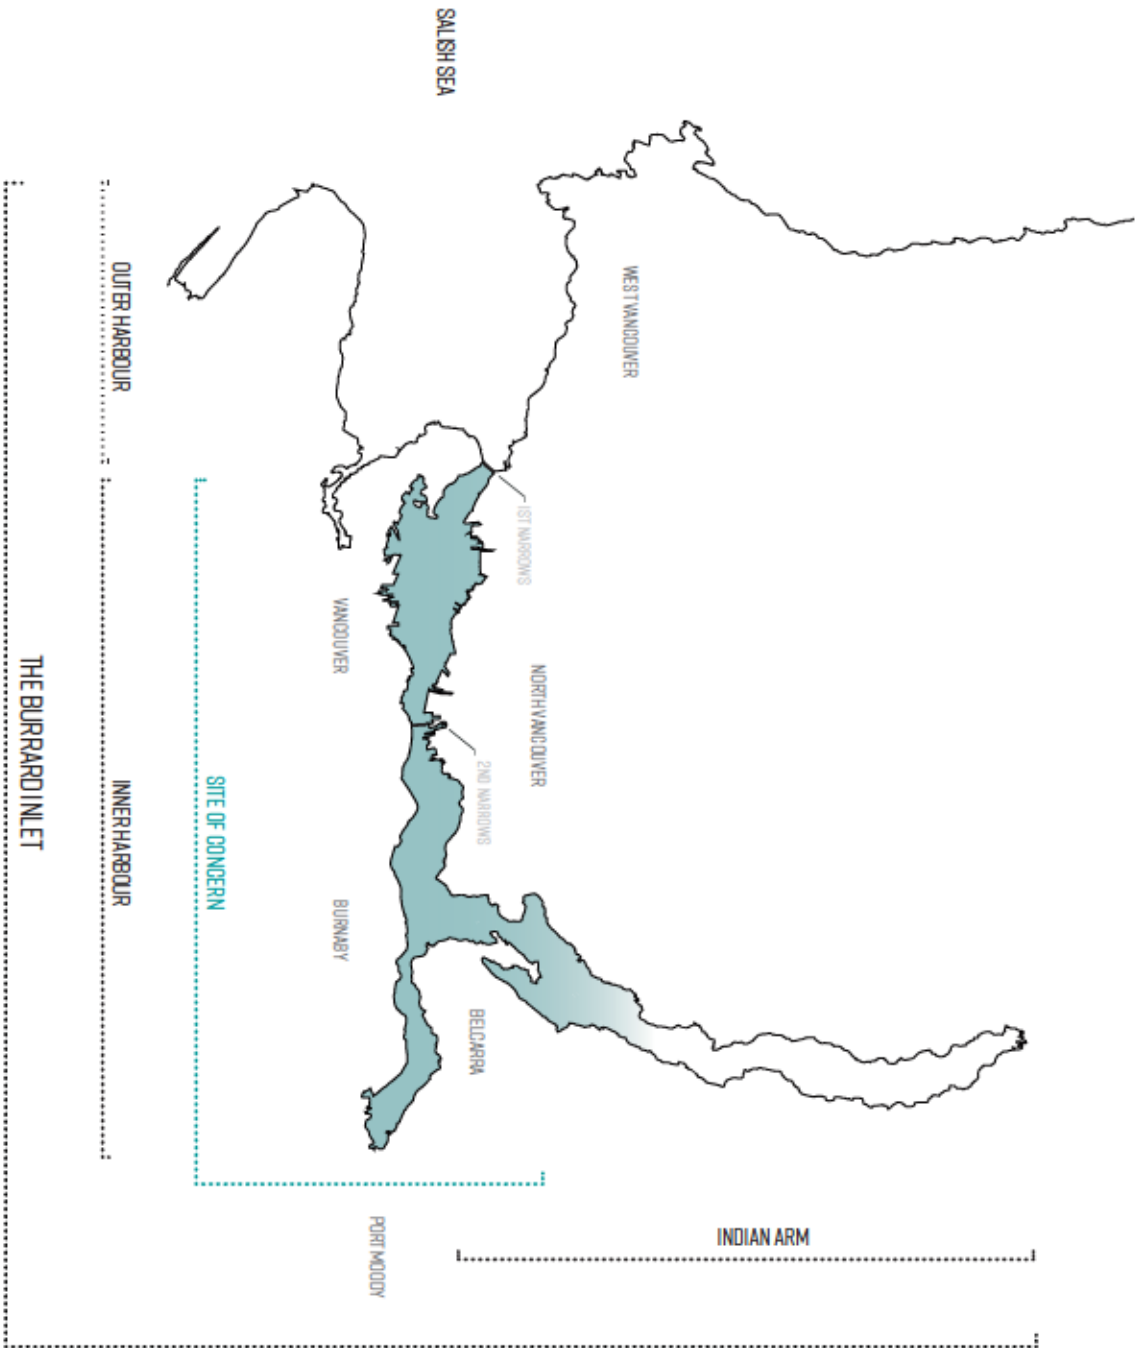 SALISH SEA
WEST VANCOUVER
1ST NARROWS
NORTH VANCOUVER
2ND NARROWS
VANCOUVER
BURNABY
BELCARRA
PORT MOODY
INDIAN ARM
SITE OF CONCERN
OUTER HARBOUR
INNER HARBOUR
THE BURRARD INLET